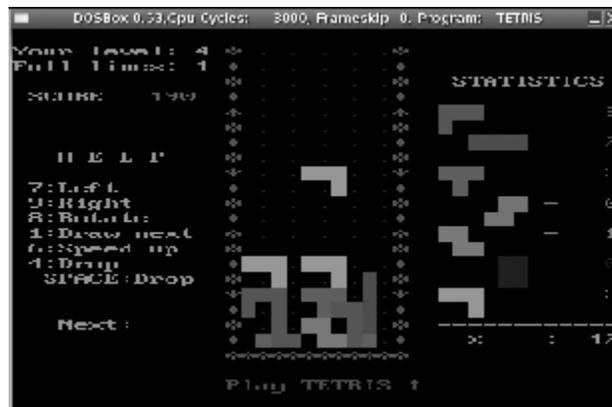 DOSBox 0.63,Cpu Cycles: 3000, Frameskip 0, Program: TETRIS
Your level: 4
Full lines: 1
SCORE 190
STATISTICS
H E L P
7:Left
9:Right
8:Rotate
1:Draw next
6:Speed up
4:Drop
SPACE:Drop
Next:
Play TETRIS !